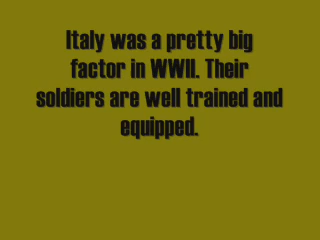 Italy was a pretty big
factor in WWII. Their
soldiers are well trained and
equipped.